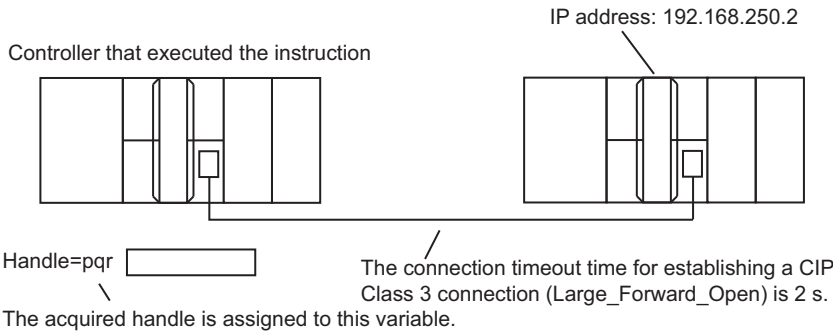 IP address: 192.168.250.2
Controller that executed the instruction
Handle=pqr
The connection timeout time for establishing a CIP
Class 3 connection (Large_Forward_Open) is 2 s.
The acquired handle is assigned to this variable.